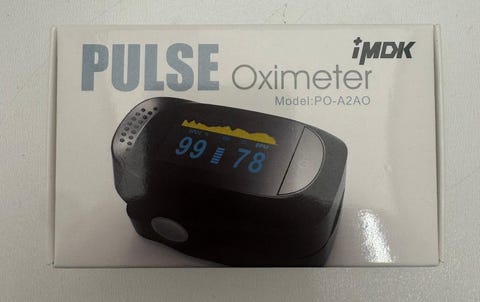 iMDK
PULSE Oximeter
Model:PO-A2AO
99 78